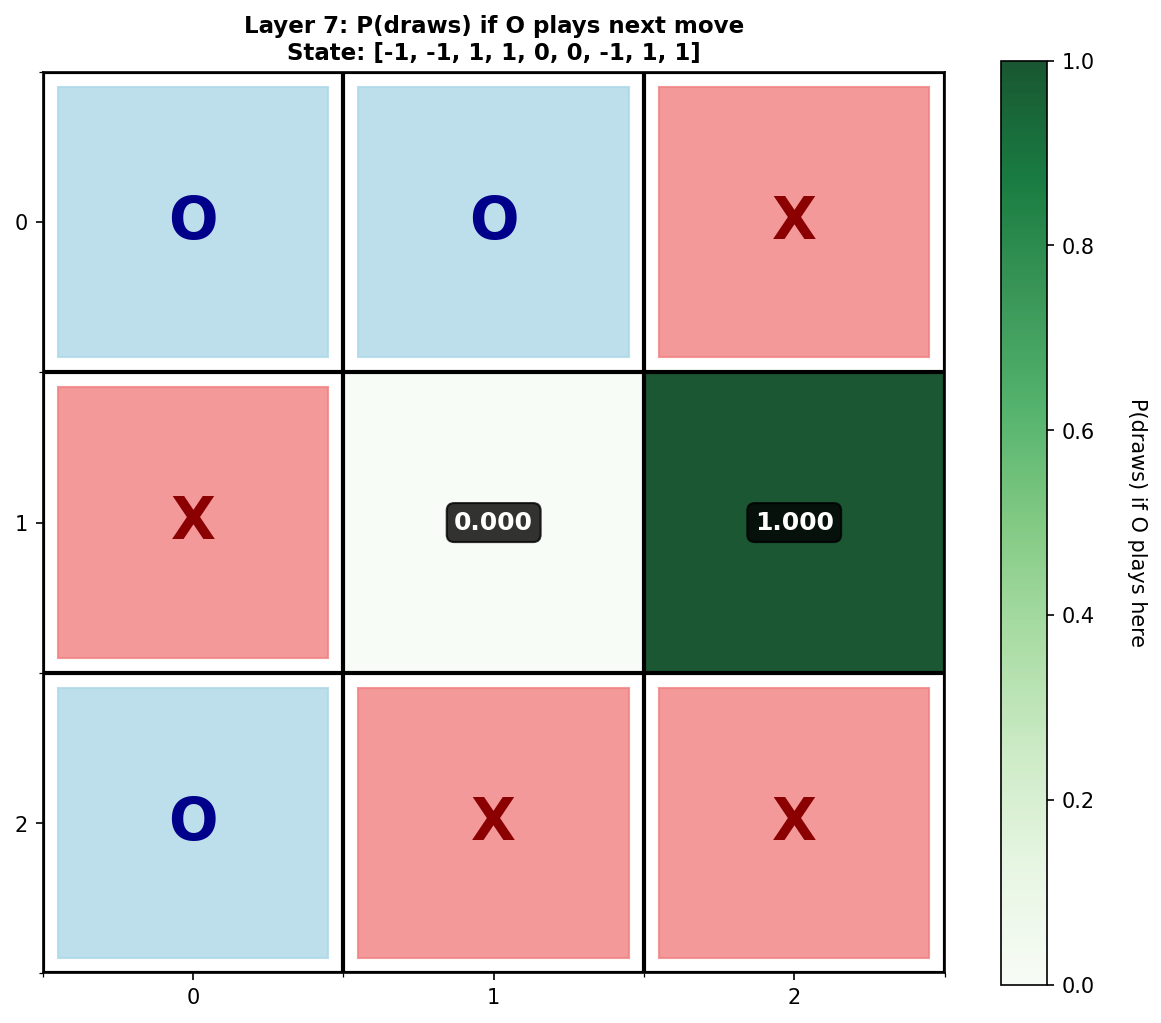 Layer 7: P(draws) if O plays next move
State: [-1, -1, 1, 1, 0, 0, -1, 1, 1]
O
O
X
X
0.000
1.000
O
X
X
0
1
2
0
1
2
1.0
0.8
0.6
0.4
0.2
0.0
P(draws) if O plays here